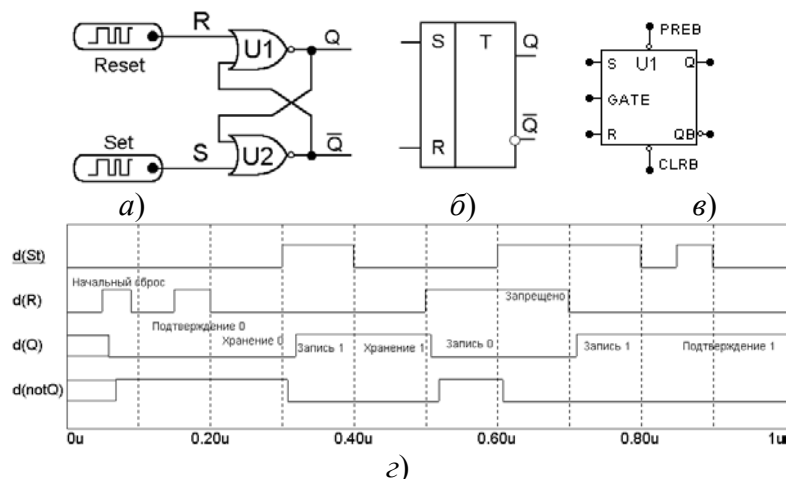 R U1 Q
Reset
Set
S U2 Q̅
а)
S T Q
R Q̅
б)
PREB
S U1 Q
GATE
R QB
CLRB
в)
d(St)
Начальный сброс
d(R) Запрещено
Подтверждение 0
d(Q) Хранение 0 Запись 1 Хранение 1 Запись 0 Запись 1 Подтверждение 1
d(notQ)
0u 0.20u 0.40u 0.60u 0.80u 1u
г)